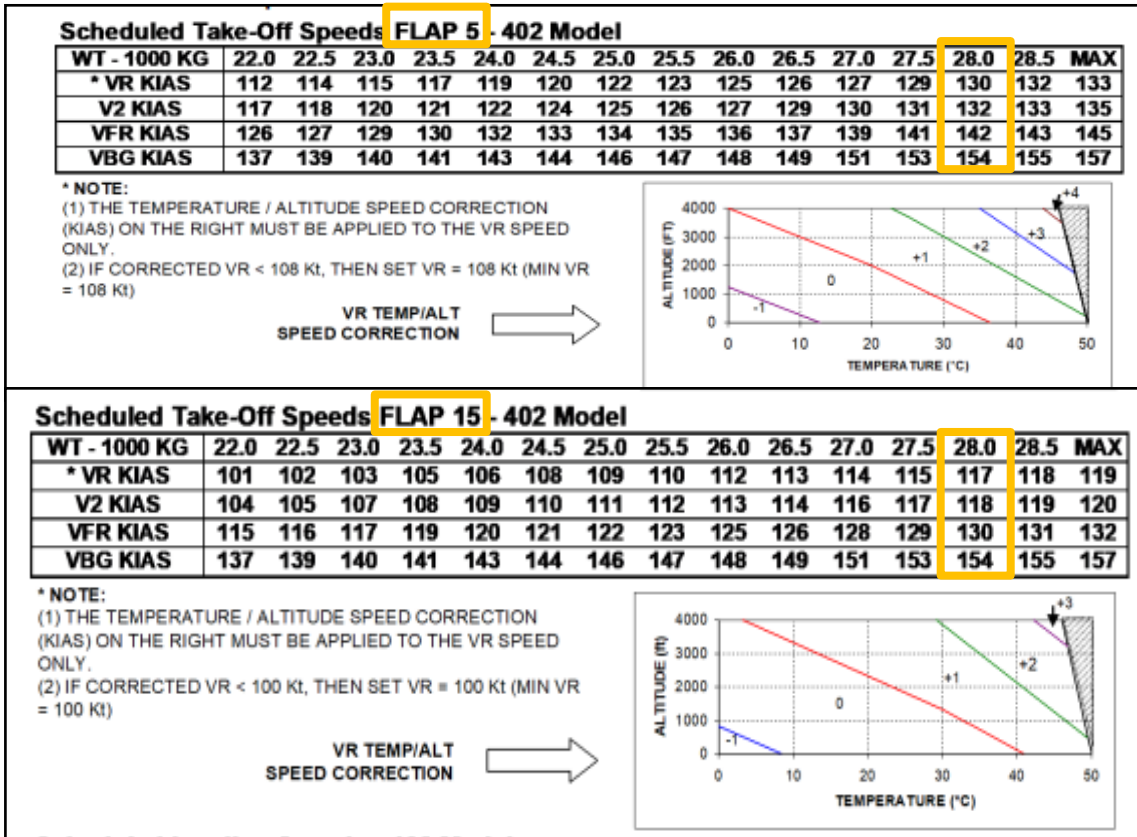 Scheduled Take-Off Speeds FLAP 5 - 402 Model
WT - 1000 KG 22.0 22.5 23.0 23.5 24.0 24.5 25.0 25.5 26.0 26.5 27.0 27.5 28.0 28.5 MAX
* VR KIAS 112 114 115 117 119 120 122 123 125 126 127 129 130 132 133
V2 KIAS 117 118 120 121 122 124 125 126 127 129 130 131 132 133 135
VFR KIAS 126 127 129 130 132 133 134 135 136 137 139 141 142 143 145
VBG KIAS 137 139 140 141 143 144 146 147 148 149 151 153 154 155 157
* NOTE:
(1) THE TEMPERATURE / ALTITUDE SPEED CORRECTION
(KIAS) ON THE RIGHT MUST BE APPLIED TO THE VR SPEED
ONLY.
(2) IF CORRECTED VR < 108 Kt, THEN SET VR = 108 Kt (MIN VR
= 108 Kt)
VR TEMP/ALT
SPEED CORRECTION
+4
4000
3000
2000
1000
0
ALTITUDE (FT)
-1
0
+1
+2
+3
0 10 20 30 40 50
TEMPERATURE (°C)
Scheduled Take-Off Speeds FLAP 15 - 402 Model
WT - 1000 KG 22.0 22.5 23.0 23.5 24.0 24.5 25.0 25.5 26.0 26.5 27.0 27.5 28.0 28.5 MAX
* VR KIAS 101 102 103 105 106 108 109 110 112 113 114 115 117 118 119
V2 KIAS 104 105 107 108 109 110 111 112 113 114 116 117 118 119 120
VFR KIAS 115 116 117 119 120 121 122 123 125 126 128 129 130 131 132
VBG KIAS 137 139 140 141 143 144 146 147 148 149 151 153 154 155 157
* NOTE:
(1) THE TEMPERATURE / ALTITUDE SPEED CORRECTION
(KIAS) ON THE RIGHT MUST BE APPLIED TO THE VR SPEED
ONLY.
(2) IF CORRECTED VR < 100 Kt, THEN SET VR = 100 Kt (MIN VR
= 100 Kt)
VR TEMP/ALT
SPEED CORRECTION
+3
4000
3000
2000
1000
0
ALTITUDE (ft)
-1
0
+1
+2
0 10 20 30 40 50
TEMPERATURE (°C)